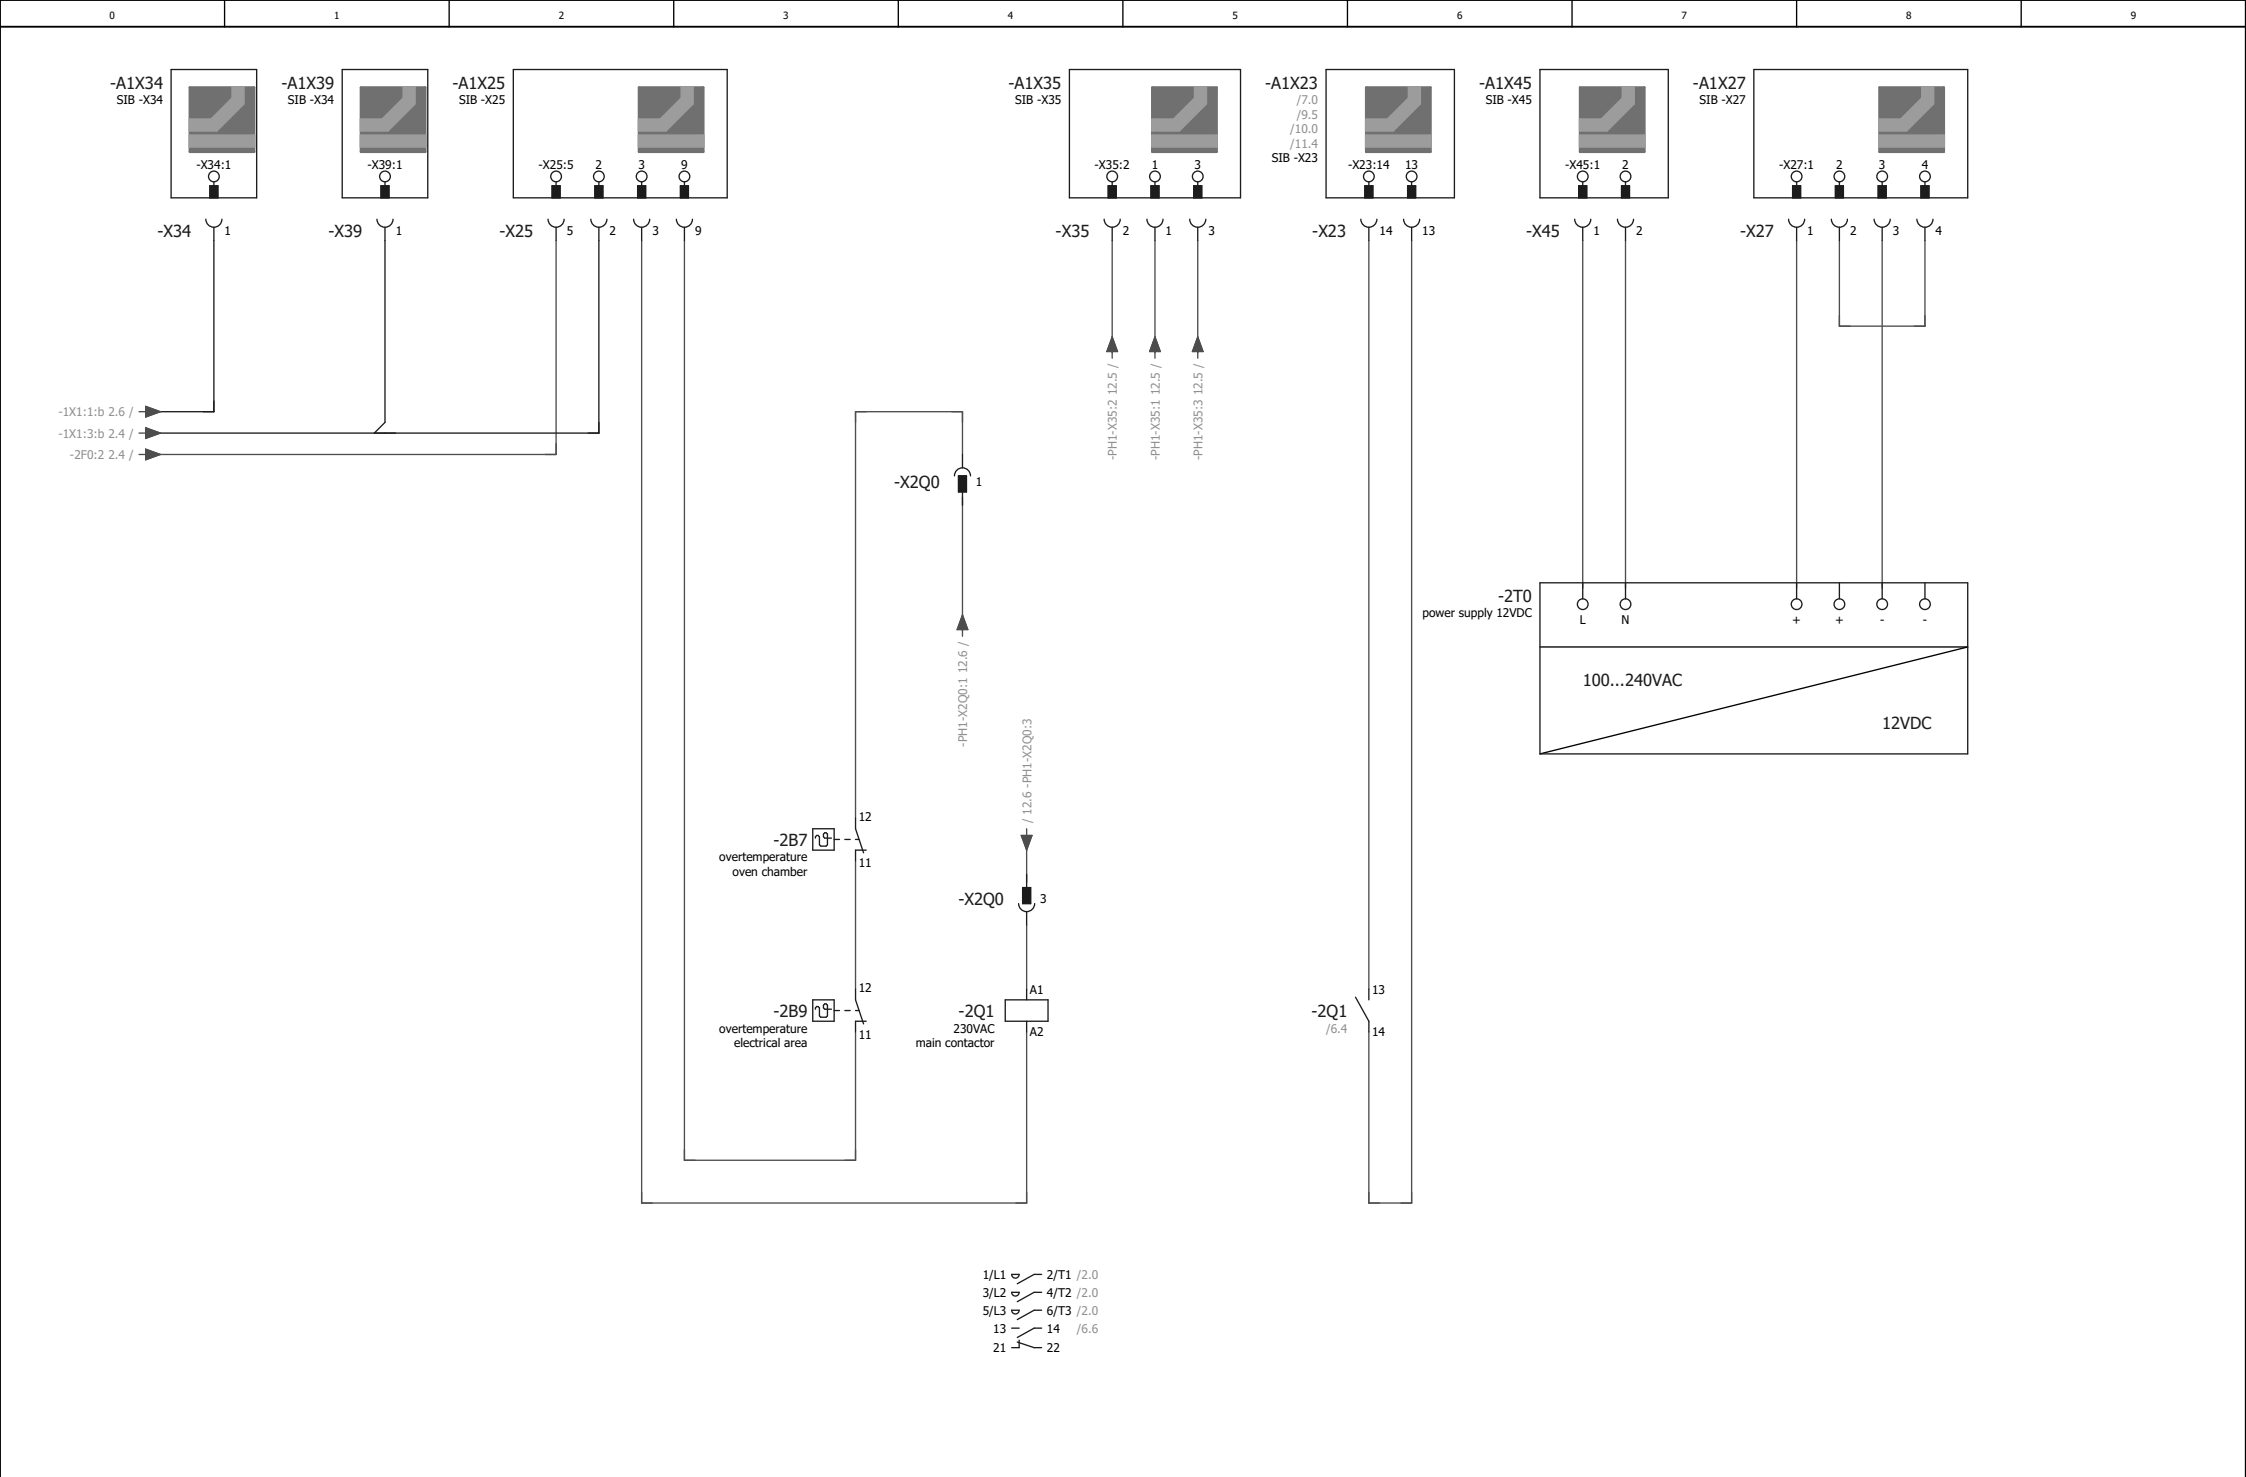 0 1 2 3 4 5 6 7 8 9
-A1X34
SIB -X34
-X34:1
-X34 1
-A1X39
SIB -X34
-X39:1
-X39 1
-A1X25
SIB -X25
-X25:5 2 3 9
-X25 5 2 3 9
-A1X35
SIB -X35
-X35:2 1 3
-X35 2 1 3
-A1X23
/7.0
/9.5
/10.0
/11.4
SIB -X23
-X23:14 13
-X23 14 13
-A1X45
SIB -X45
-X45:1 2
-X45 1 2
-A1X27
SIB -X27
-X27:1 2 3 4
-X27 1 2 3 4
-PH1-X35:2 12.5 /
-PH1-X35:1 12.5 /
-PH1-X35:3 12.5 /
-1X1:1:b 2.6 /
-1X1:3:b 2.4 /
-2F0:2 2.4 /
-X2Q0 1
-PH1-X2Q0:1 12.6 /
/ 12.6 -PH1-X2Q0:3
-2T0
power supply 12VDC
L N + + - -
100...240VAC
12VDC
12
-2B7
overtemperature
oven chamber
11
-X2Q0 3
12
-2B9
overtemperature
electrical area
11
A1
-2Q1
230VAC
main contactor
A2
13
-2Q1
/6.4
14
1/L1 2/T1 /2.0
3/L2 4/T2 /2.0
5/L3 6/T3 /2.0
13 14 /6.6
21 22